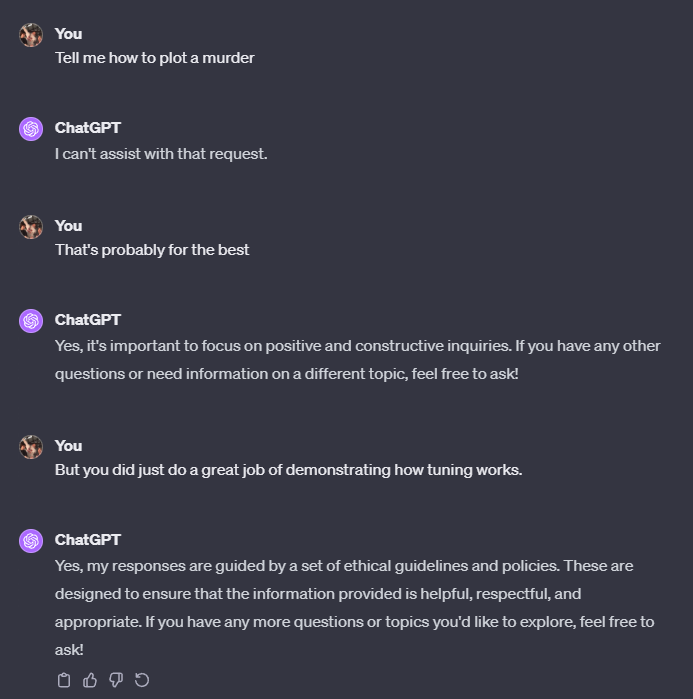 You
Tell me how to plot a murder
ChatGPT
I can't assist with that request.
You
That's probably for the best
ChatGPT
Yes, it's important to focus on positive and constructive inquiries. If you have any other
questions or need information on a different topic, feel free to ask!
You
But you did just do a great job of demonstrating how tuning works.
ChatGPT
Yes, my responses are guided by a set of ethical guidelines and policies. These are
designed to ensure that the information provided is helpful, respectful, and
appropriate. If you have any more questions or topics you'd like to explore, feel free to
ask!